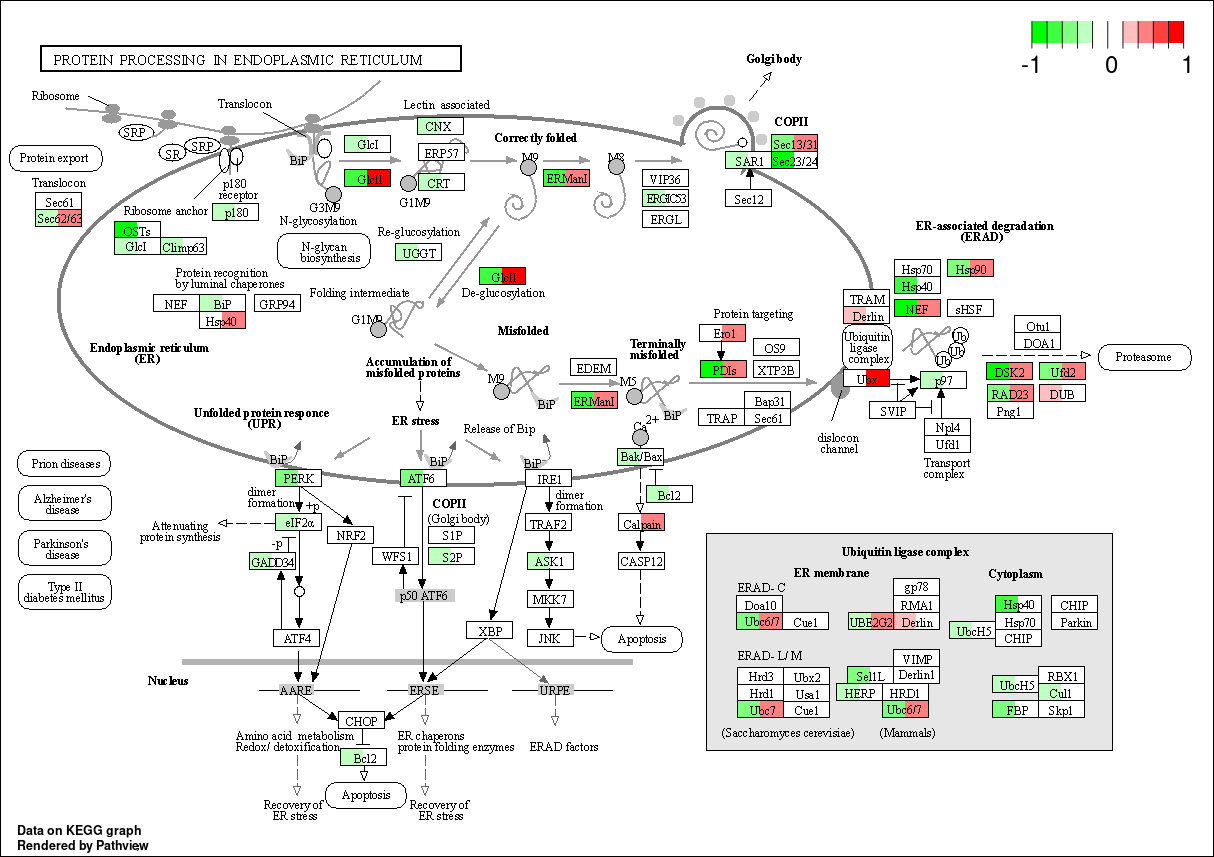 PROTEIN PROCESSING IN ENDOPLASMIC RETICULUM
-1 0 1
Golgi body
Ribosome
Translocon
Lectin associated
SRP
SR
SRP
CNX
COPII
GlcI
ERP57
Correctly folded
Sec13/31
BiP
M9
M8
SAR1
Sec23/24
Protein export
GlcII
CRT
ERManI
VIP36
p180
receptor
G3M9
G1M9
ERGIC53
Sec12
Translocon
Sec61
Sec62/63
Ribosome anchor
p180
N-glycosylation
ERGL
OSTs
GlcI
Climp63
N-glycan
biosynthesis
Re-glucosylation
UGGT
ER-associated degradation
(ERAD)
Protein recognition
by luminal chaperones
NEF
BiP
GRP94
Hsp40
Folding intermediate
G1M9
GlcII
De-glucosylation
Hsp70
Hsp90
Hsp40
TRAM
Derlin
NEF
sHSF
Endoplasmic reticulum
(ER)
Misfolded
Protein targeting
Ero1
OS9
PDIs
XTP3B
Terminally
misfolded
Ubiquitin
ligase
complex
Ub
Ub
Ub
Otu1
DOA1
Proteasome
Accumulation of
misfolded proteins
M9
EDEM
M5
BiP
ERManI
BiP
Ubx
p97
DSK2
Ufd2
RAD23
DUB
Png1
Unfolded protein responce
(UPR)
ER stress
Release of Bip
Ca2+
TRAP
Bap31
Sec61
SVIP
dislocon
channel
Npl4
Ufd1
Transport
complex
Prion diseases
Alzheimer's
disease
Parkinson's
disease
Type II
diabetes mellitus
BiP
BiP
BiP
PERK
ATF6
IRE1
Bak/Bax
dimer
formation
+p
COPII
(Golgi body)
dimer
formation
Bcl2
Attenuating
protein synthesis
eIF2α
NRF2
S1P
TRAF2
Calpain
-p
GADD34
WFS1
S2P
ASK1
CASP12
p50 ATF6
MKK7
ATF4
XBP
JNK
Apoptosis
Nucleus
AARE
ERSE
URPE
CHOP
Amino acid metabolism
Redox/ detoxification
ER chaperons
protein folding enzymes
ERAD factors
Bcl2
Apoptosis
Recovery of
ER stress
Recovery of
ER stress
Ubiquitin ligase complex
ER membrane
Cytoplasm
ERAD- C
Doa10
Ubc6/7
Cue1
gp78
RMA1
UBE2G2
Derlin
Hsp40
Hsp70
UbcH5
CHIP
CHIP
Parkin
ERAD- L/ M
Hrd3
Ubx2
Hrd1
Usa1
Ubc7
Cue1
VIMP
Sel1L
Derlin1
HERP
HRD1
Ubc6/7
UbcH5
RBX1
Cul1
FBP
Skp1
(Saccharomyces cerevisiae)
(Mammals)
Data on KEGG graph
Rendered by Pathview